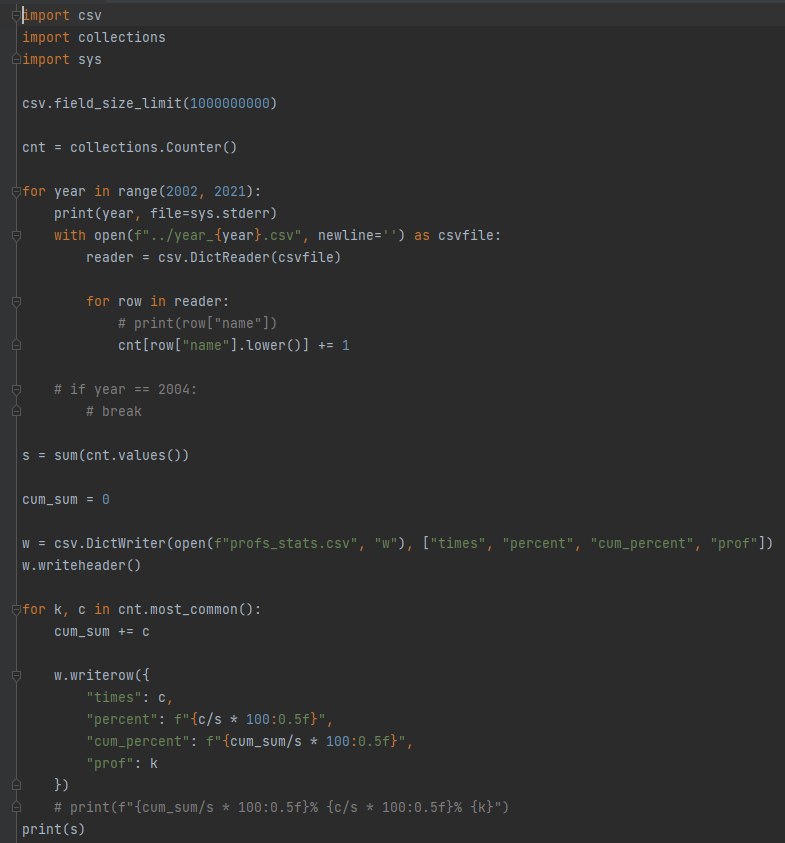 import csv
import collections
import sys

csv.field_size_limit(1000000000)

cnt = collections.Counter()

for year in range(2002, 2021):
    print(year, file=sys.stderr)
    with open(f"../year_{year}.csv", newline='') as csvfile:
        reader = csv.DictReader(csvfile)

        for row in reader:
            # print(row["name"])
            cnt[row["name"].lower()] += 1

    # if year == 2004:
        # break

s = sum(cnt.values())

cum_sum = 0

w = csv.DictWriter(open(f"profs_stats.csv", "w"), ["times", "percent", "cum_percent", "prof"])
w.writeheader()

for k, c in cnt.most_common():
    cum_sum += c

    w.writerow({
        "times": c,
        "percent": f"{c/s * 100:0.5f}",
        "cum_percent": f"{cum_sum/s * 100:0.5f}",
        "prof": k
    })
    # print(f"{cum_sum/s * 100:0.5f}% {c/s * 100:0.5f}% {k}")
print(s)